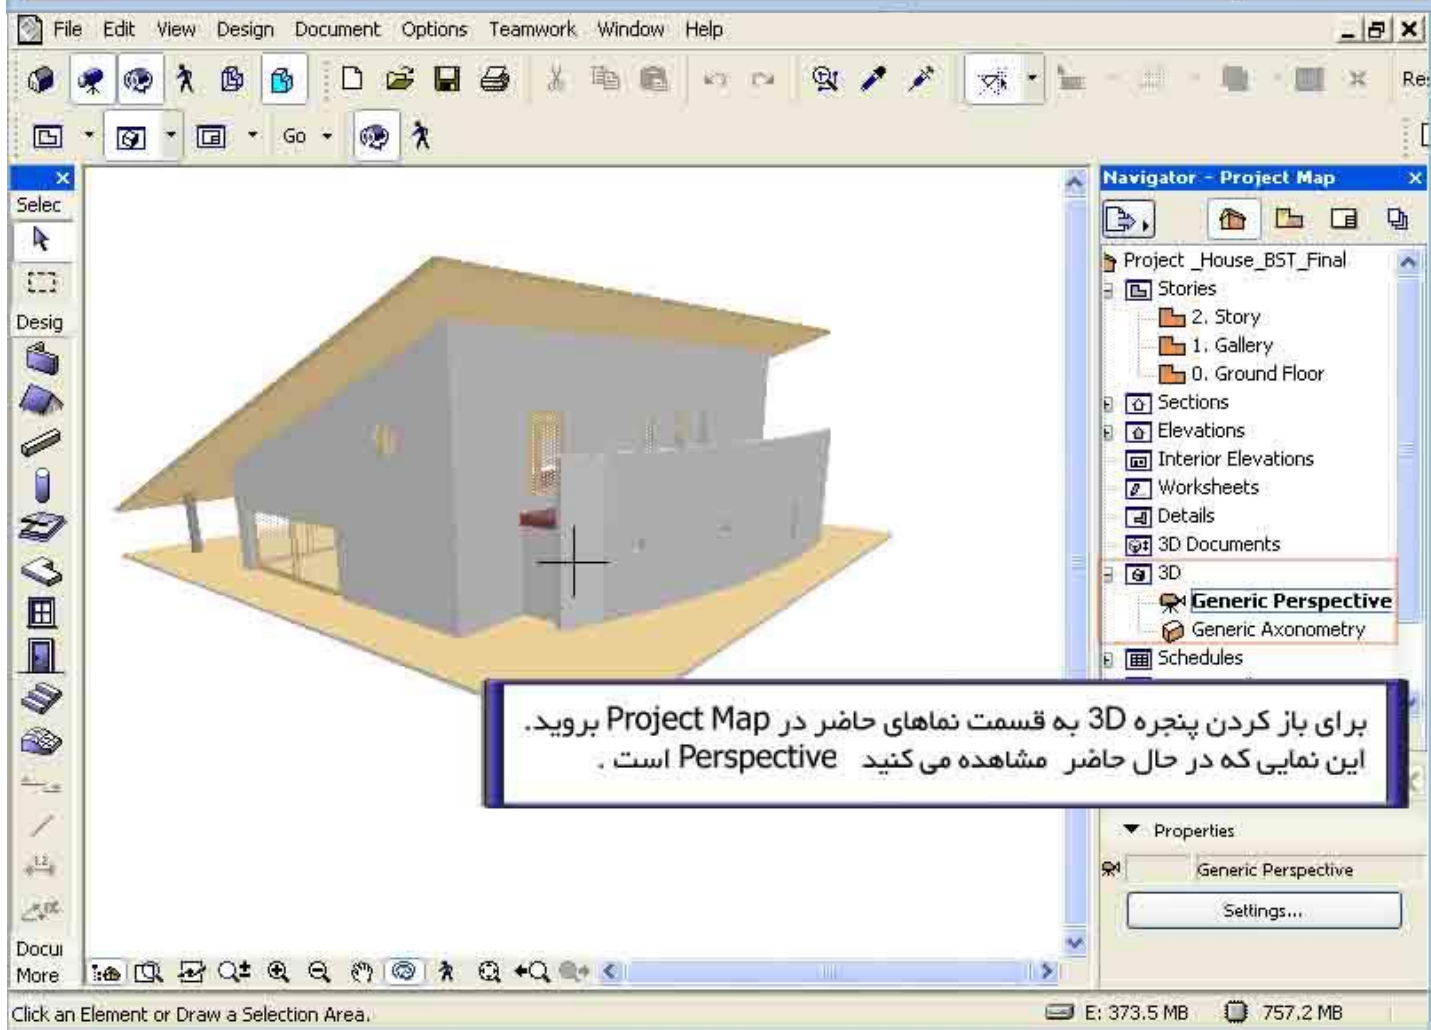 File Edit View Design Document Options Teamwork Window Help
Re
Go
Selec
Desig
Docu
More
Navigator - Project Map
Project _House_BST_Final
Stories
2. Story
1. Gallery
0. Ground Floor
Sections
Elevations
Interior Elevations
Worksheets
Details
3D Documents
3D
Generic Perspective
Generic Axonometry
Schedules
برای باز کردن پنجره 3D به قسمت نماهای حاضر در Project Map بروید.
این نمایی که در حال حاضر مشاهده می کنید Perspective است .
Properties
Generic Perspective
Settings...
Click an Element or Draw a Selection Area.
E: 373.5 MB 757.2 MB